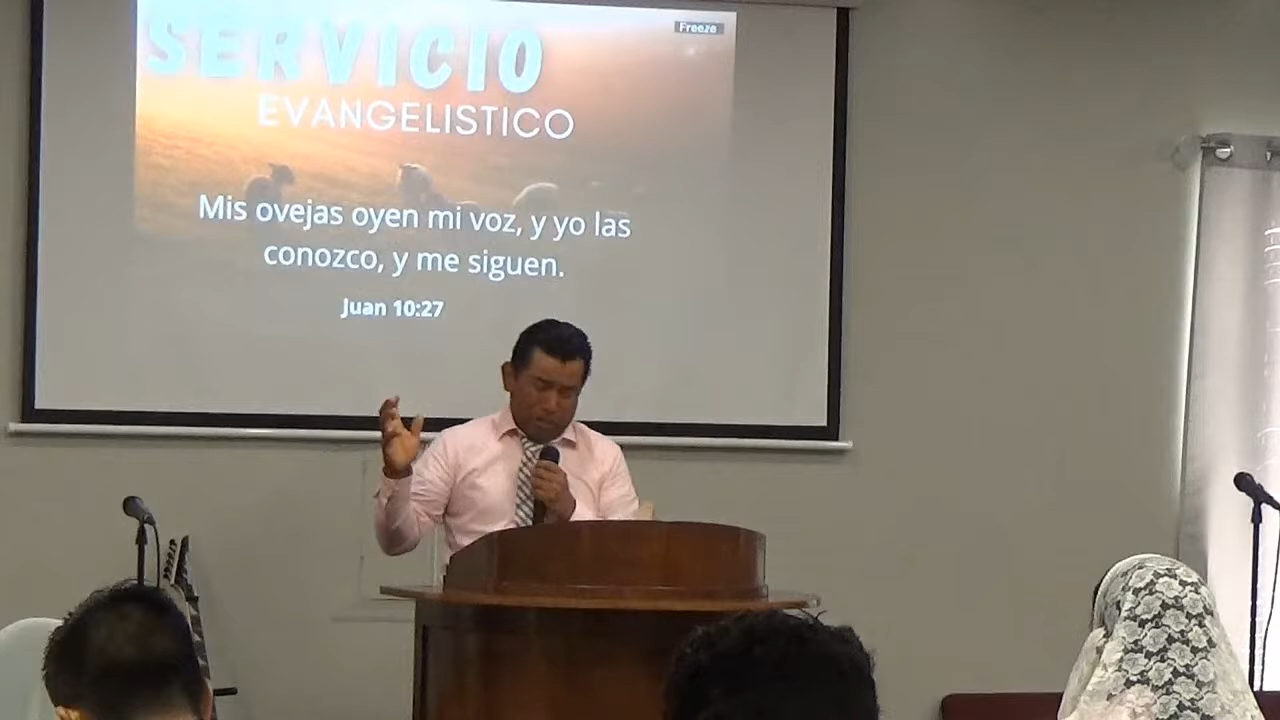 Freeze
SERVICIO
EVANGELISTICO
Mis ovejas oyen mi voz, y yo las
conozco, y me siguen.
Juan 10:27